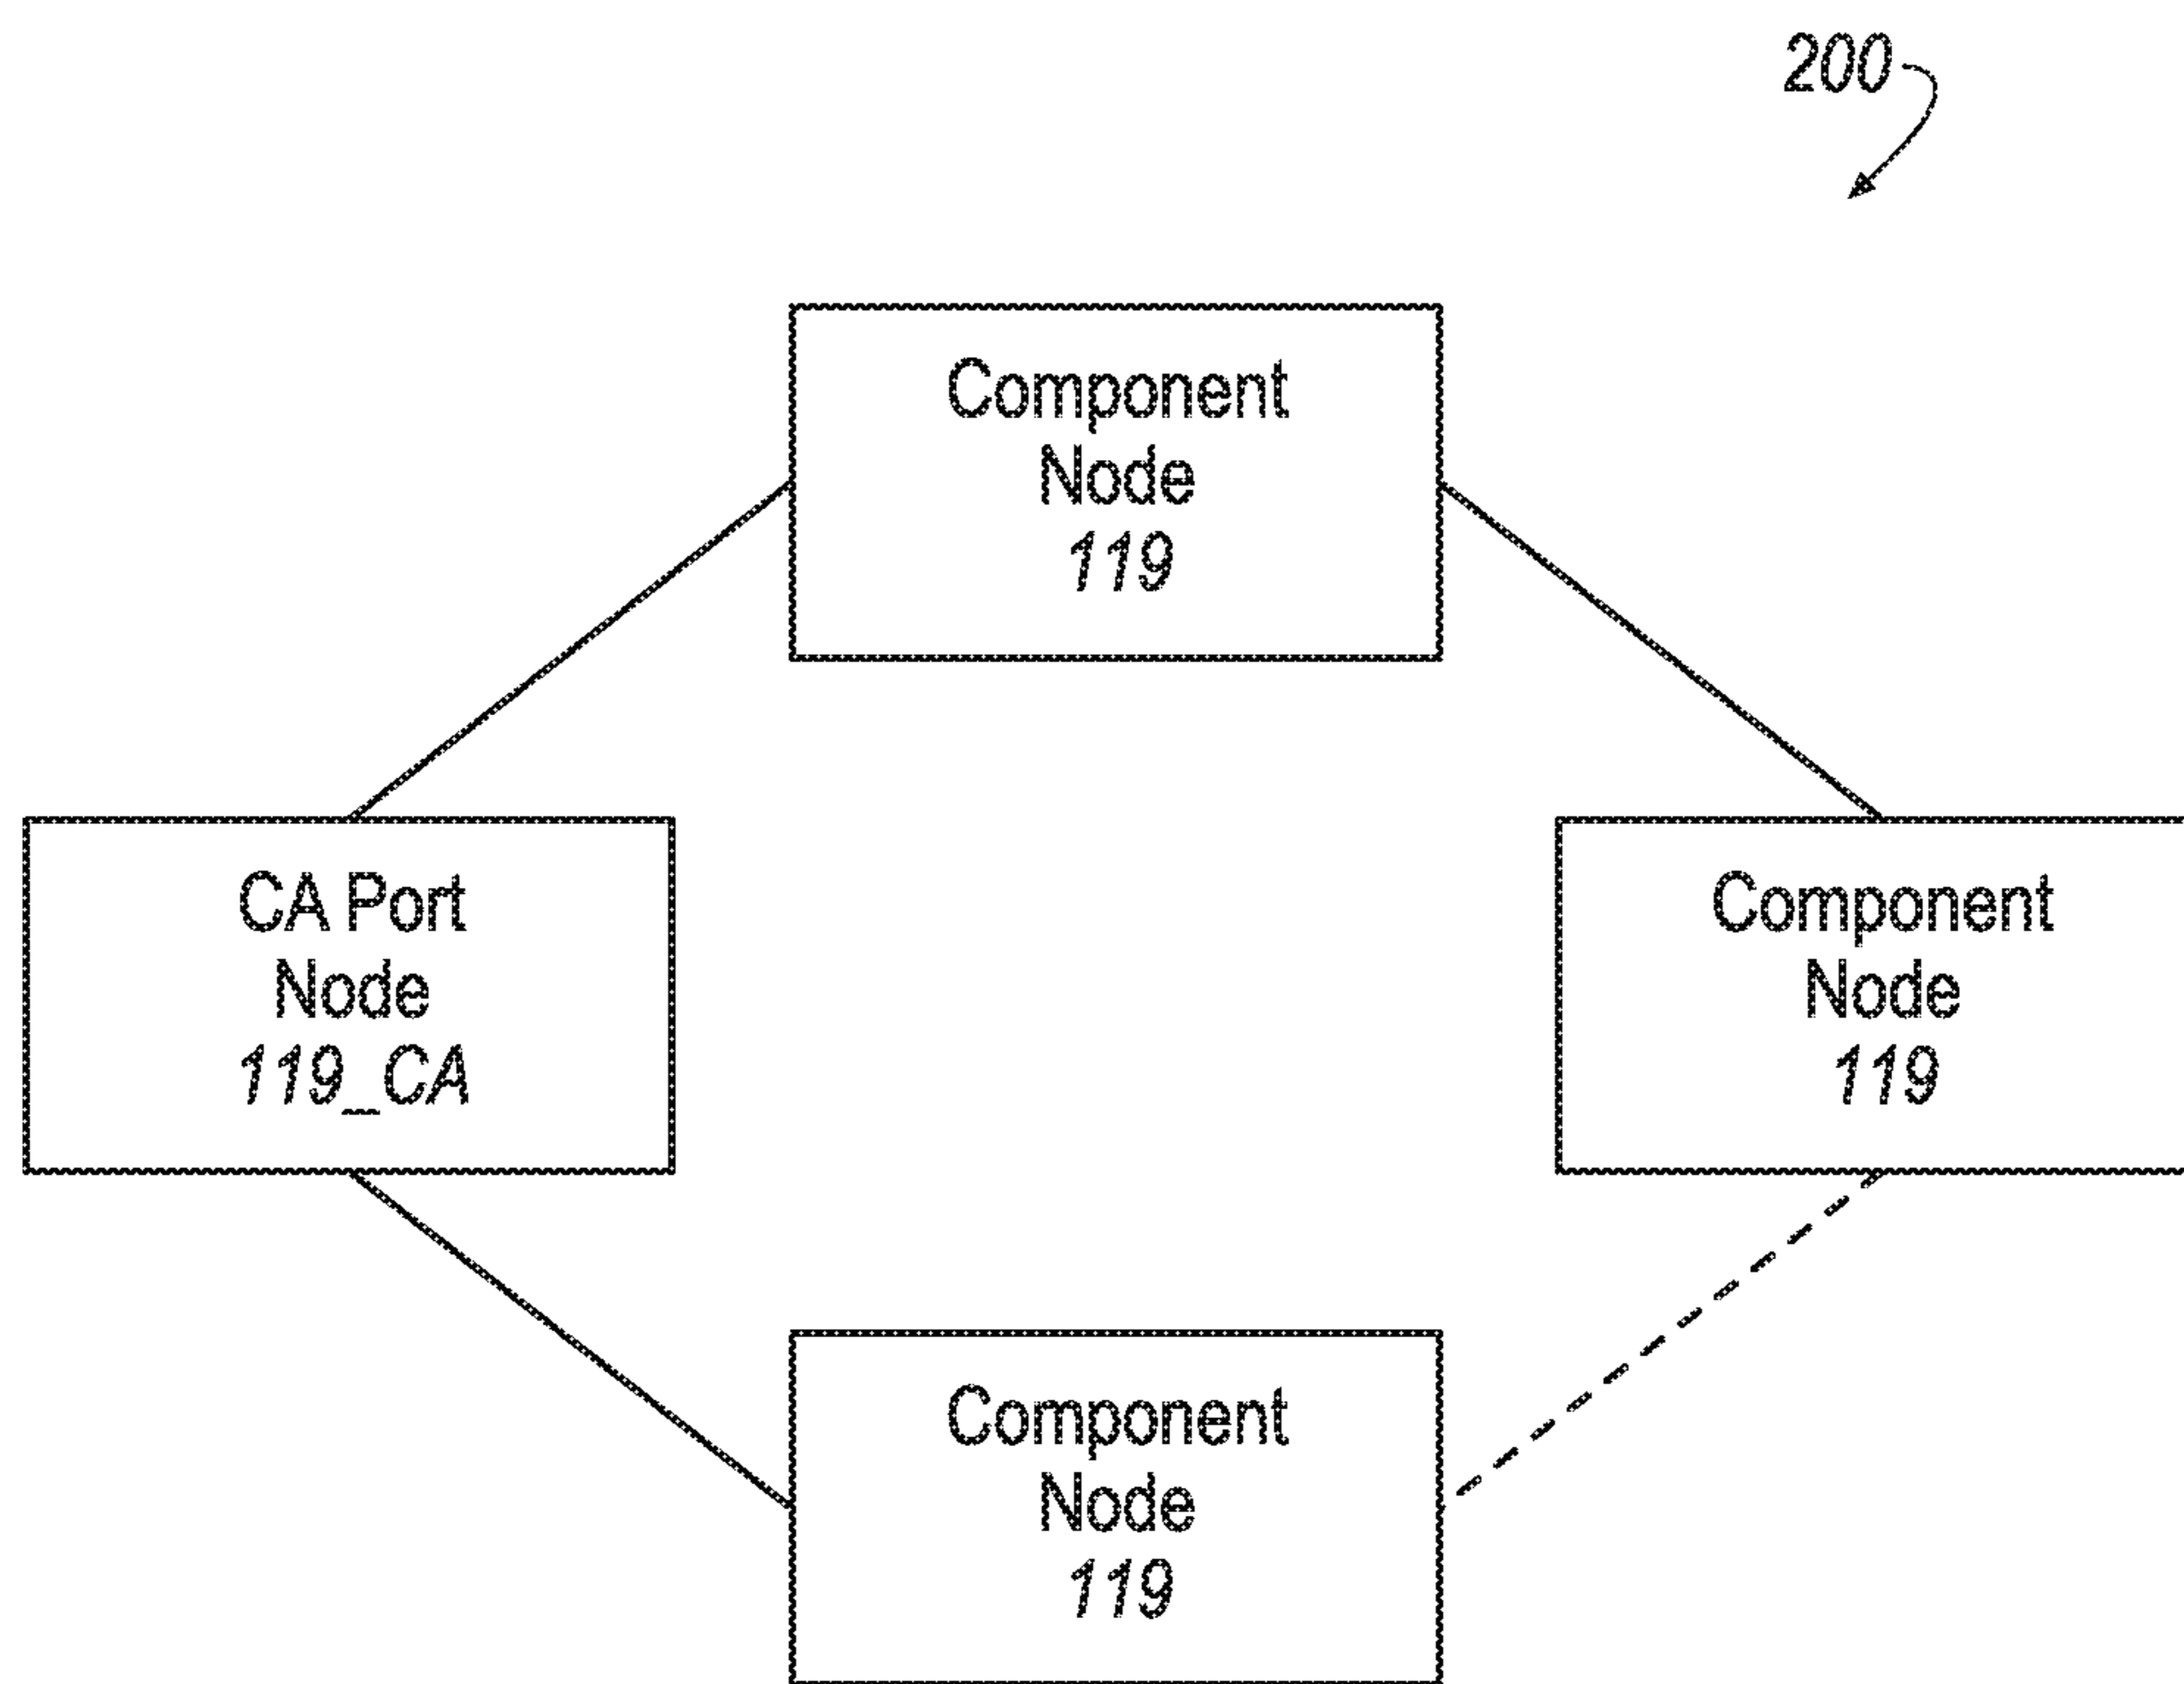 200
Component
Node
119
CA Port
Node
119_CA
Component
Node
119
Component
Node
119